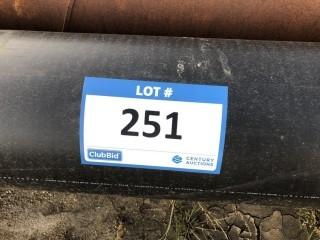 LOT #
251
ClubBid
CENTURY
AUCTIONS